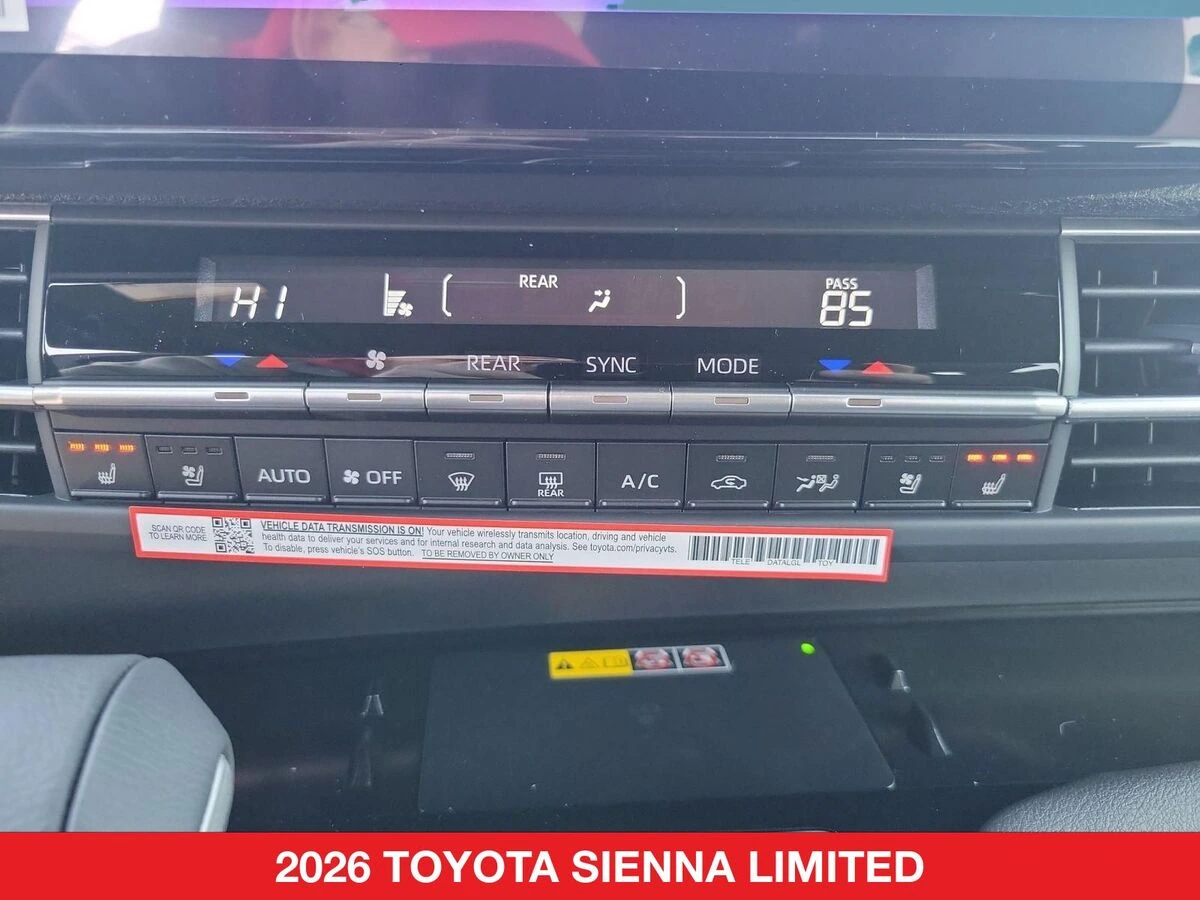 HI
REAR
PASS
85
REAR SYNC MODE
AUTO OFF REAR A/C
SCAN QR CODE
TO LEARN MORE
VEHICLE DATA TRANSMISSION IS ON! Your vehicle wirelessly transmits location, driving and vehicle
health data to deliver your services and for internal research and data analysis. See toyota.com/privacyvts.
To disable, press vehicle's SOS button. TO BE REMOVED BY OWNER ONLY
TELE DATALGL TOY
2026 TOYOTA SIENNA LIMITED